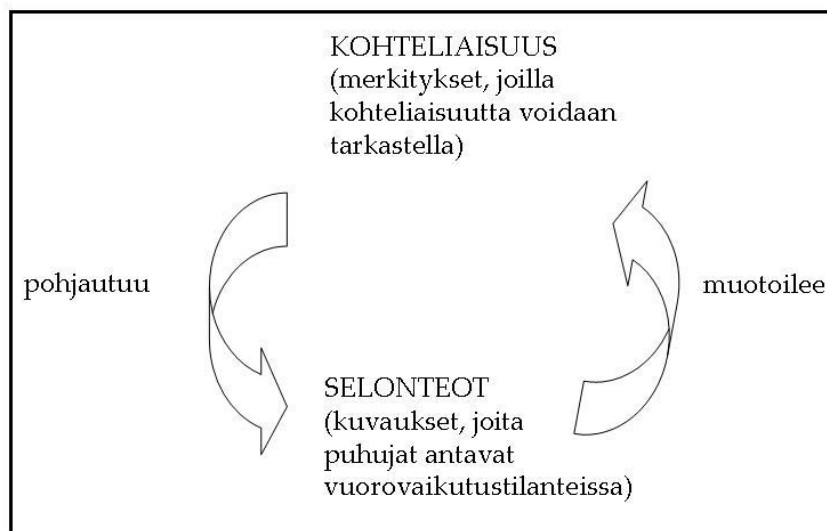 KOHTELIAISUUS
(merkitykset, joilla
kohteliaisuutta voidaan
tarkastella)
pohjautuu
muotoilee
SELONTEOT
(kuvaukset, joita
puhujat antavat
vuorovaikutustilanteissa)